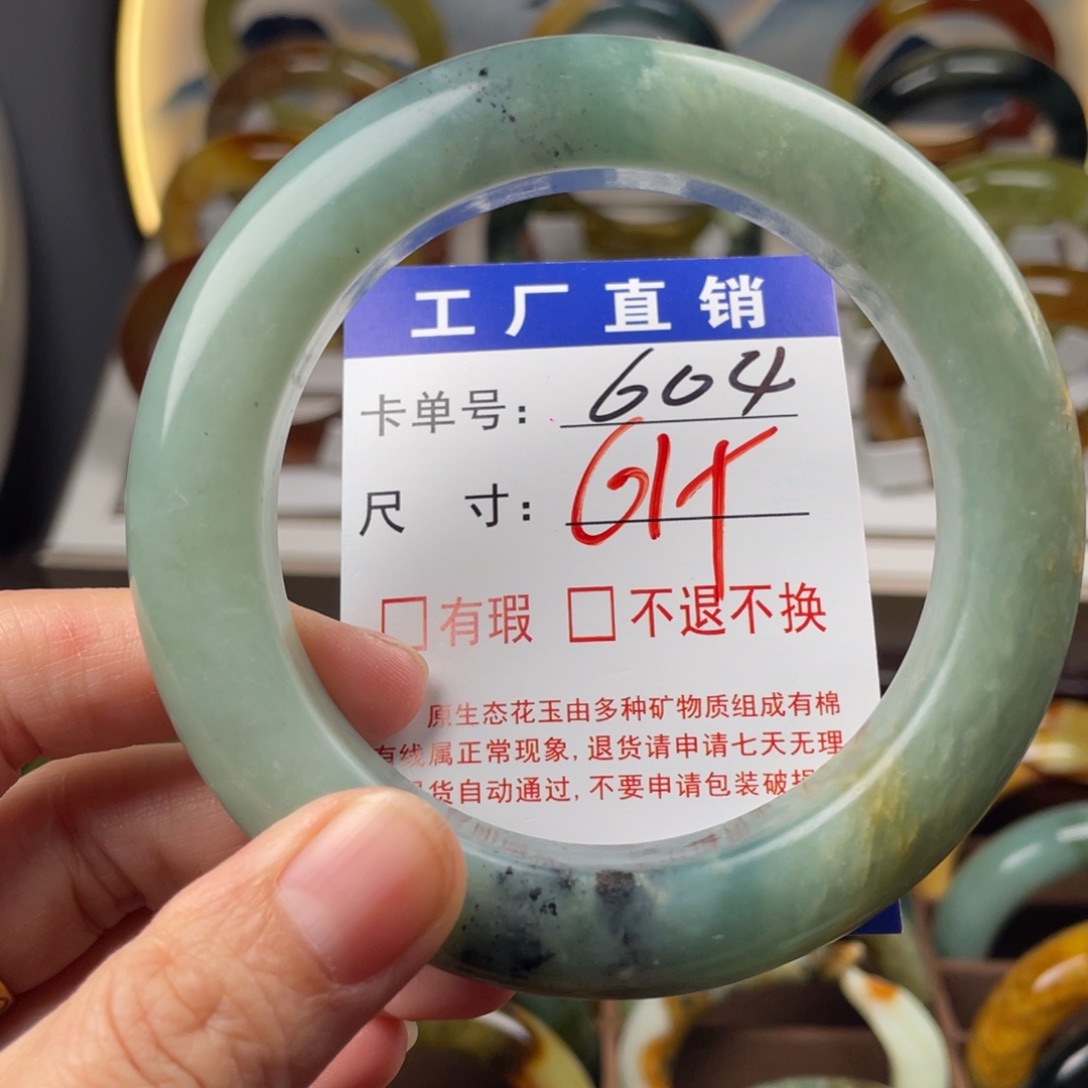 工厂直销
卡单号：604
尺 寸：61
□有瑕 □不退不换
原生态花玉由多种矿物质组成有棉
有线属正常现象，退货请申请七天无理
货自动通过，不要申请包装破损